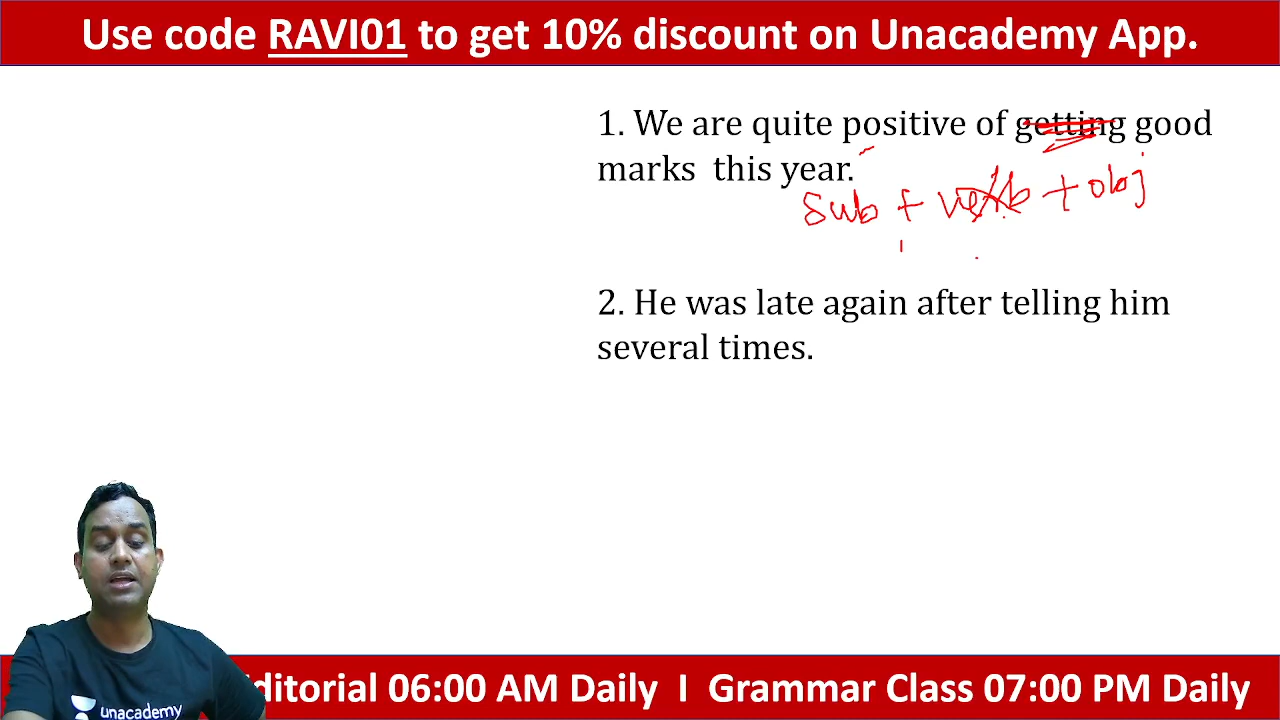 Use code RAVI01 to get 10% discount on Unacademy App.
1. We are quite positive of getting good
marks this year.
sub + verb + obj
2. He was late again after telling him
several times.
unacademy
ditorial 06:00 AM Daily I Grammar Class 07:00 PM Daily